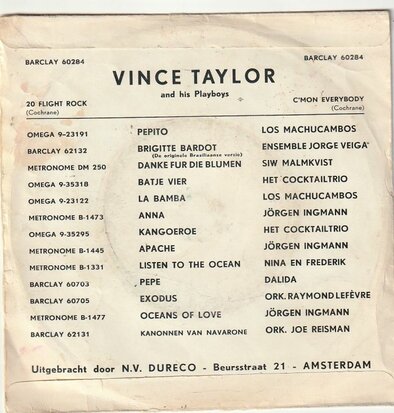 BARCLAY 60284 BARCLAY 60284
VINCE TAYLOR
and his Playboys
20 FLIGHT ROCK C'MON EVERYBODY
(Cochrane) (Cochrane)
OMEGA 9-23191 PEPITO LOS MACHUCAMBOS
BARCLAY 62132 BRIGITTE BARDOT ENSEMBLE JORGE VEIGA
(De originele Braziliaanse versie)
METRONOME DM 250 DANKE FUR DIE BLUMEN SIW MALMKVIST
OMEGA 9-35318 BATJE VIER HET COCKTAILTRIO
OMEGA 9-23122 LA BAMBA LOS MACHUCAMBOS
METRONOME B-1473 ANNA JÖRGEN INGMANN
OMEGA 9-35295 KANGOEROE HET COCKTAILTRIO
METRONOME B-1445 APACHE JÖRGEN INGMANN
METRONOME B-1331 LISTEN TO THE OCEAN NINA EN FREDERIK
BARCLAY 60703 PEPE DALIDA
BARCLAY 60705 EXODUS ORK. RAYMOND LEFÈVRE
METRONOME B-1477 OCEANS OF LOVE JÖRGEN INGMANN
BARCLAY 62131 KANONNEN VAN NAVARONE ORK. JOE REISMAN
Uitgebracht door N.V. DURECO - Beursstraat 21 - AMSTERDAM